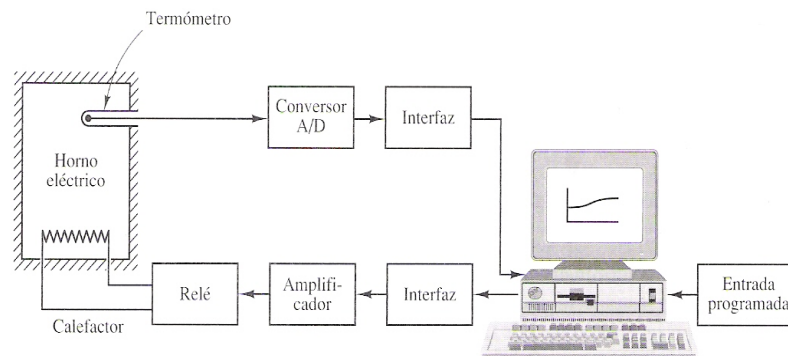 Termómetro
Conversor
A/D
Interfaz
Horno
eléctrico
Relé
Amplifi-
cador
Interfaz
Entrada
programada
Calefactor